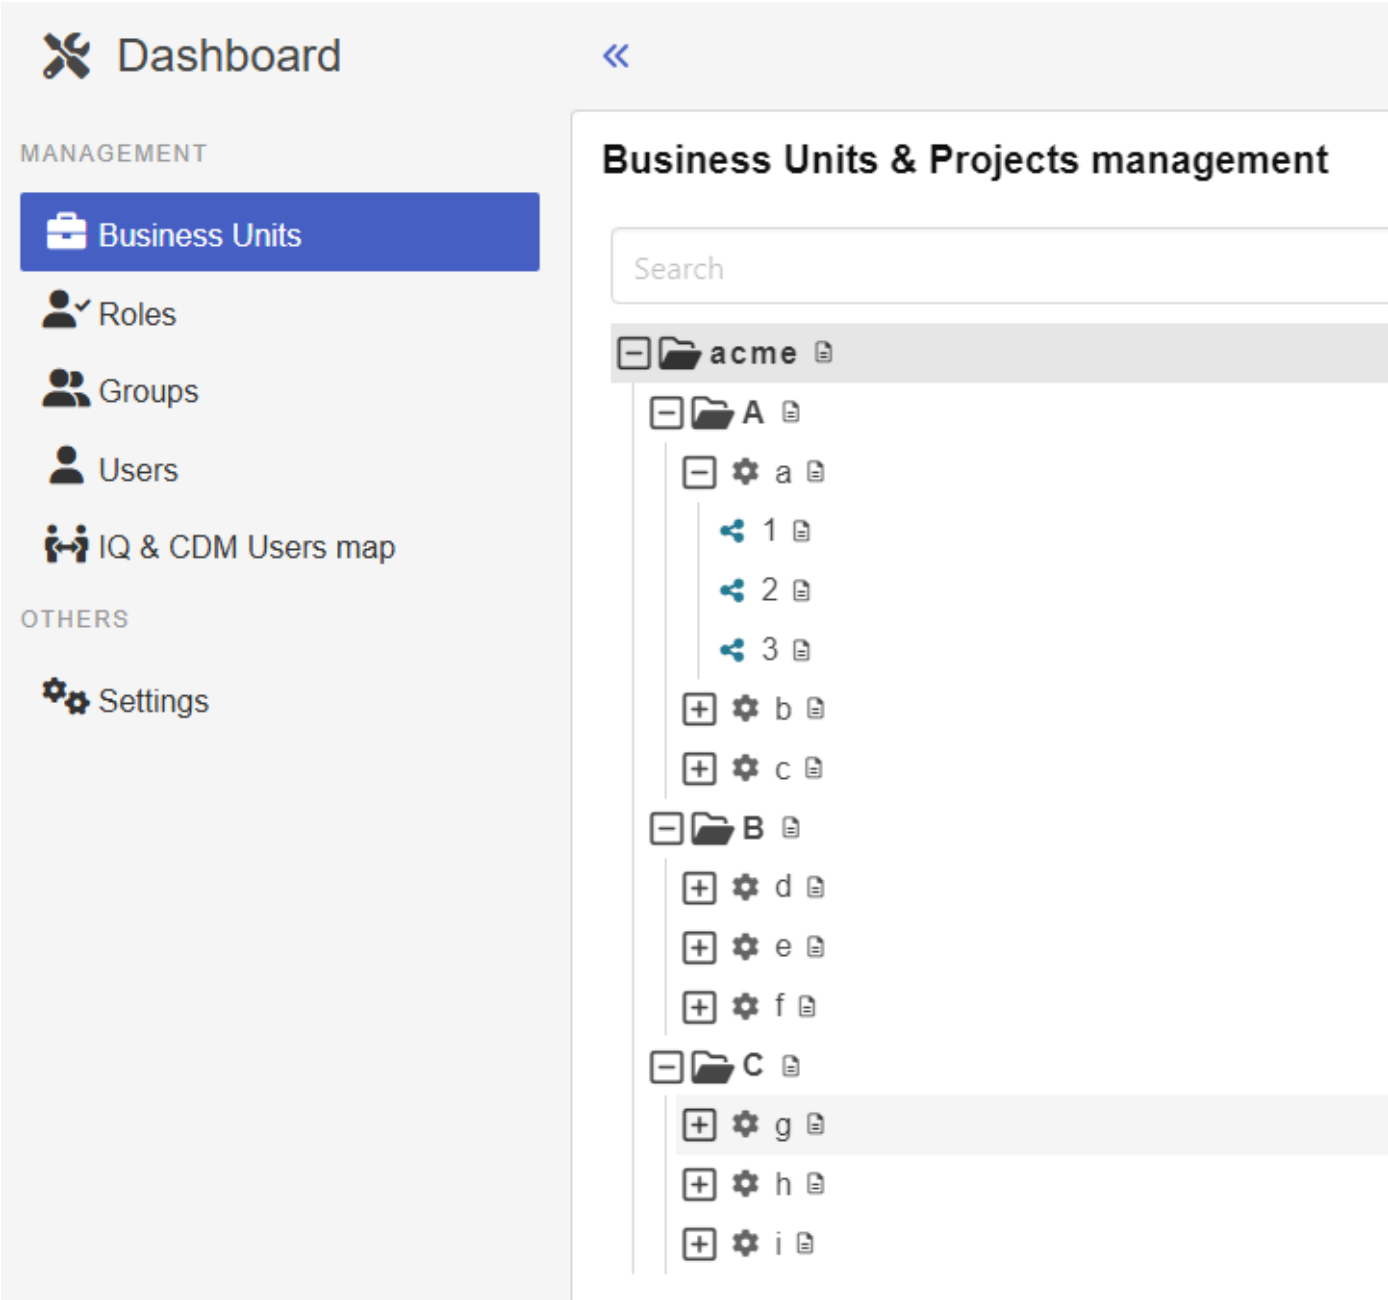 Dashboard
MANAGEMENT
Business Units
Roles
Groups
Users
IQ & CDM Users map
OTHERS
Settings
Business Units & Projects management
Search
acme
A
a
1
2
3
b
c
B
d
e
f
C
g
h
i